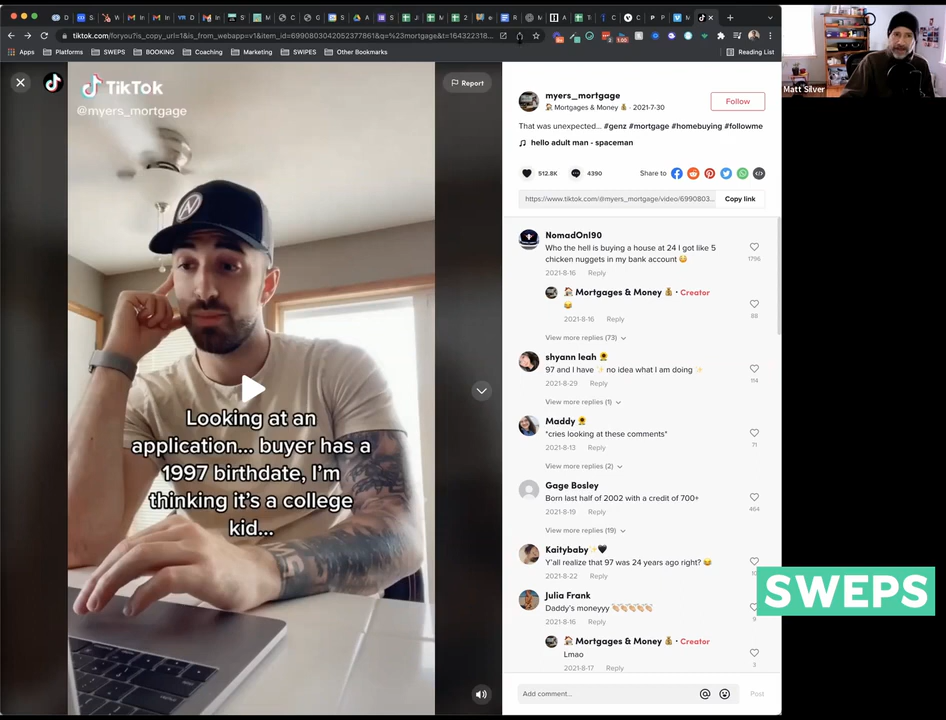 tiktok.com/foryou?is_copy_url=1&is_from_webapp=v1&item_id=6990803042052377861&q=%23mortgage&t=164322318...
Apps
Platforms
SWEPS
BOOKING
Coaching
Marketing
SWIPES
Other Bookmarks
Reading List
TikTok
@myers_mortgage
Report
Looking at an
application... buyer has a
1997 birthdate, I'm
thinking it's a college
kid...
myers_mortgage
Mortgages & Money 💰 · 2021-7-30
Follow
That was unexpected... #genz #mortgage #homebuying #followme
hello adult man - spaceman
512.8K
4390
Share to
https://www.tiktok.com/@myers_mortgage/video/6990803...
Copy link
NomadOnl90
Who the hell is buying a house at 24 I got like 5
chicken nuggets in my bank account 😂
1796
2021-8-16 Reply
Mortgages & Money 💰 · Creator
😂
88
2021-8-16 Reply
View more replies (73)
shyann leah 🌻
97 and I have ✨ no idea what I am doing ✨
114
2021-8-29 Reply
View more replies (1)
Maddy 🌻
*cries looking at these comments*
71
2021-8-13 Reply
View more replies (2)
Gage Bosley
Born last half of 2002 with a credit of 700+
464
2021-8-19 Reply
View more replies (19)
Kaitybaby ✨🖤
Y'all realize that 97 was 24 years ago right? 😂
2021-8-22 Reply
Julia Frank
Daddy's moneyyy
9
2021-8-16 Reply
Mortgages & Money 💰 · Creator
Lmao
3
2021-8-17 Reply
Add comment...
Post
Matt Silver
SWEPS